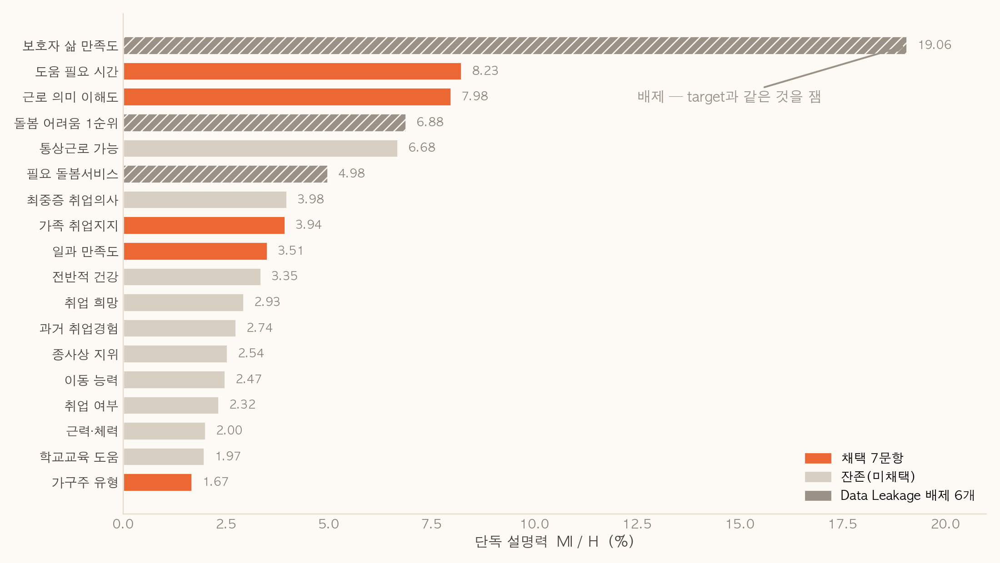 보호자 삶 만족도 19.06
도움 필요 시간 8.23
근로 의미 이해도 7.98
배제 — target과 같은 것을 잼
돌봄 어려움 1순위 6.88
통상근로 가능 6.68
필요 돌봄서비스 4.98
최중증 취업의사 3.98
가족 취업지지 3.94
일과 만족도 3.51
전반적 건강 3.35
취업 희망 2.93
과거 취업경험 2.74
종사상 지위 2.54
이동 능력 2.47
취업 여부 2.32
근력·체력 2.00
학교교육 도움 1.97
가구주 유형 1.67
채택 7문항
잔존(미채택)
Data Leakage 배제 6개
0.0 2.5 5.0 7.5 10.0 12.5 15.0 17.5 20.0
단독 설명력 MI / H (%)